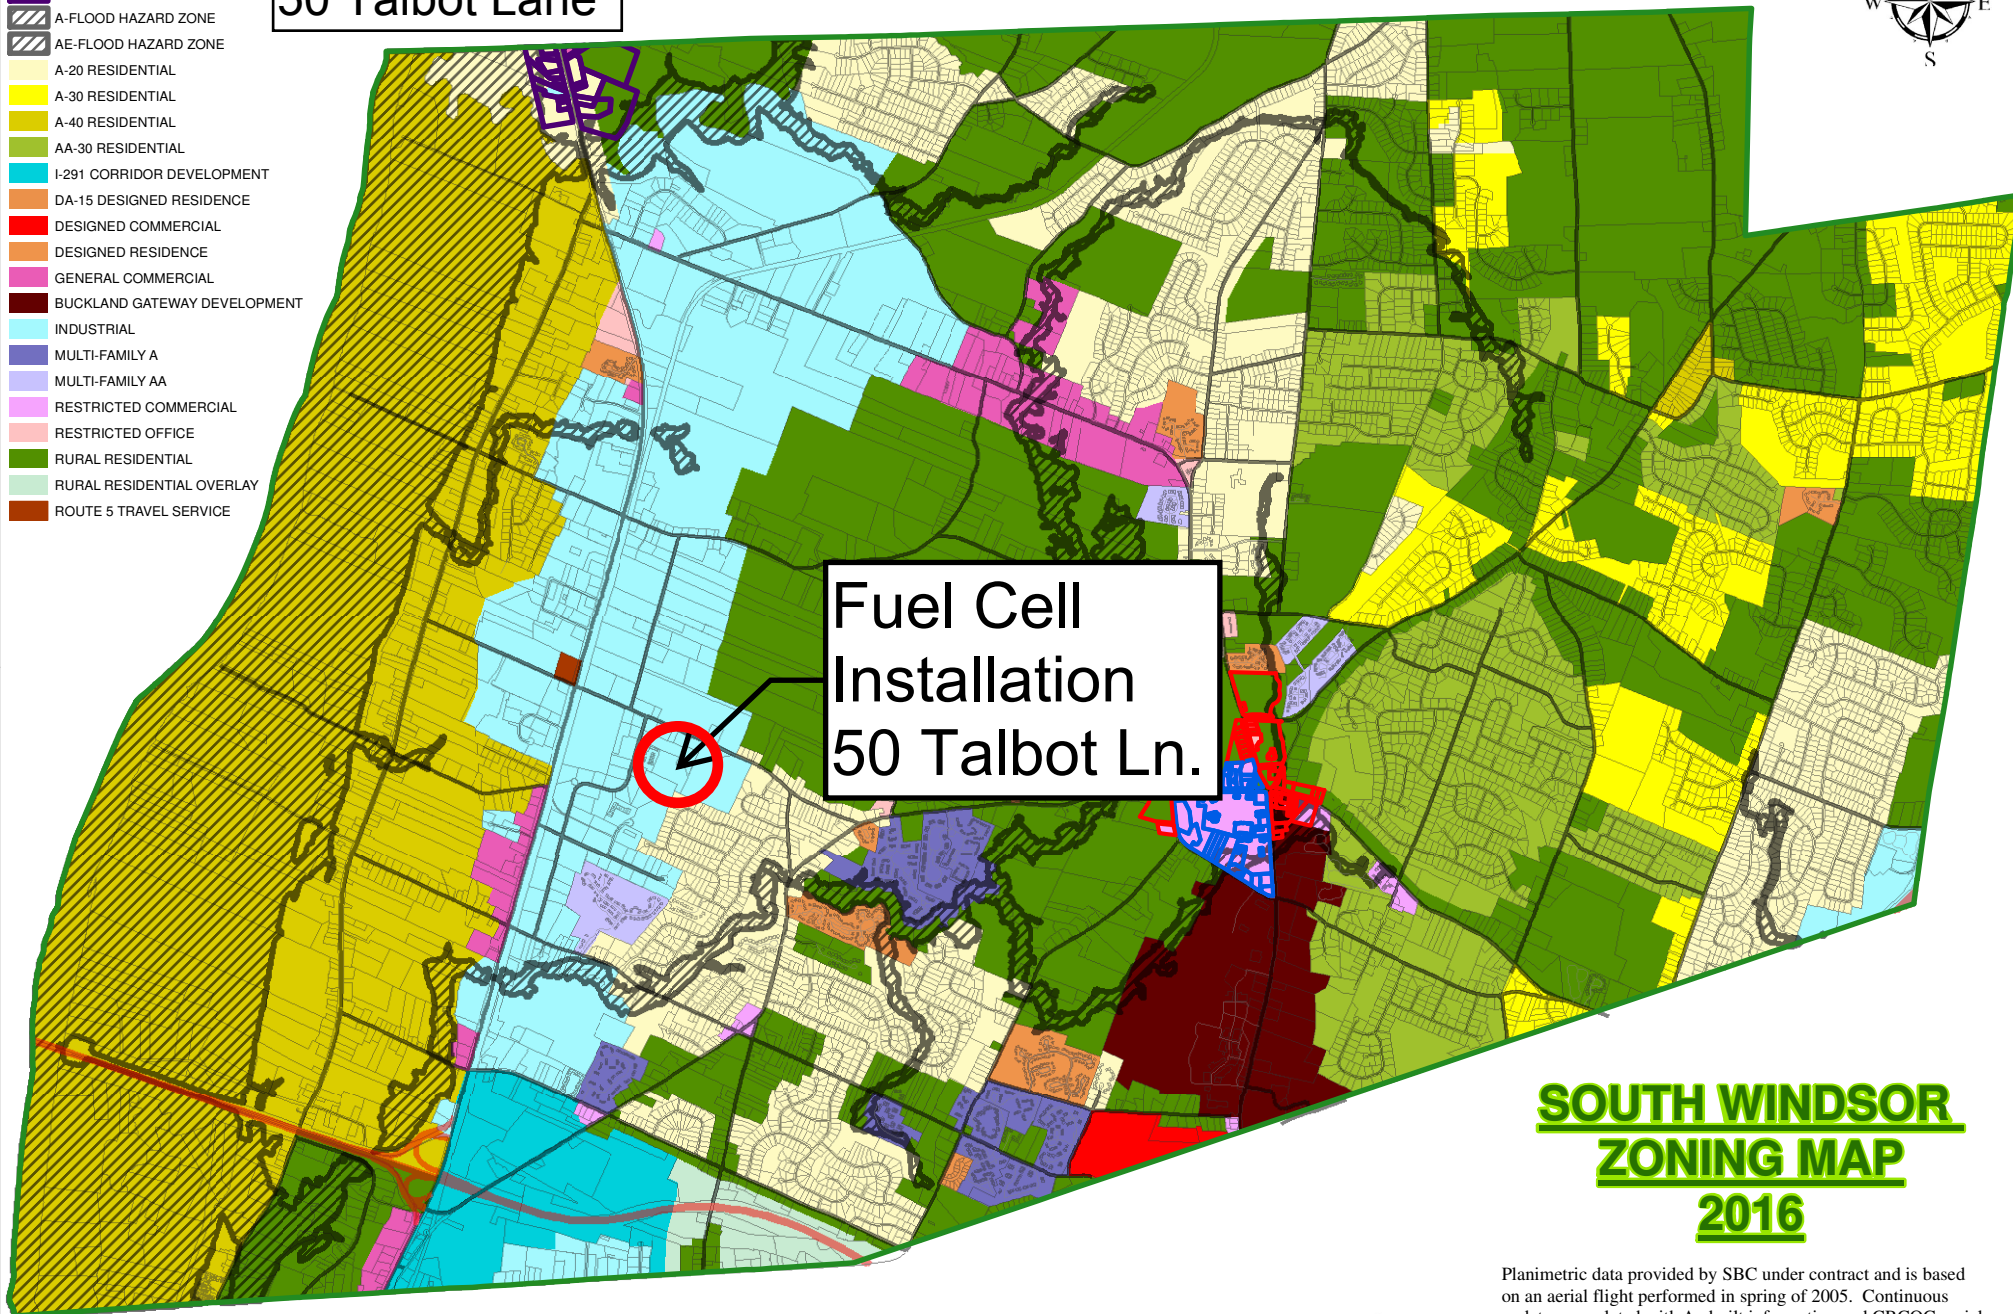 50 Talbot Lane
W E
S
A-FLOOD HAZARD ZONE
AE-FLOOD HAZARD ZONE
A-20 RESIDENTIAL
A-30 RESIDENTIAL
A-40 RESIDENTIAL
AA-30 RESIDENTIAL
I-291 CORRIDOR DEVELOPMENT
DA-15 DESIGNED RESIDENCE
DESIGNED COMMERCIAL
DESIGNED RESIDENCE
GENERAL COMMERCIAL
BUCKLAND GATEWAY DEVELOPMENT
INDUSTRIAL
MULTI-FAMILY A
MULTI-FAMILY AA
RESTRICTED COMMERCIAL
RESTRICTED OFFICE
RURAL RESIDENTIAL
RURAL RESIDENTIAL OVERLAY
ROUTE 5 TRAVEL SERVICE
Fuel Cell
Installation
50 Talbot Ln.
SOUTH WINDSOR
ZONING MAP
2016
Planimetric data provided by SBC under contract and is based
on an aerial flight performed in spring of 2005. Continuous